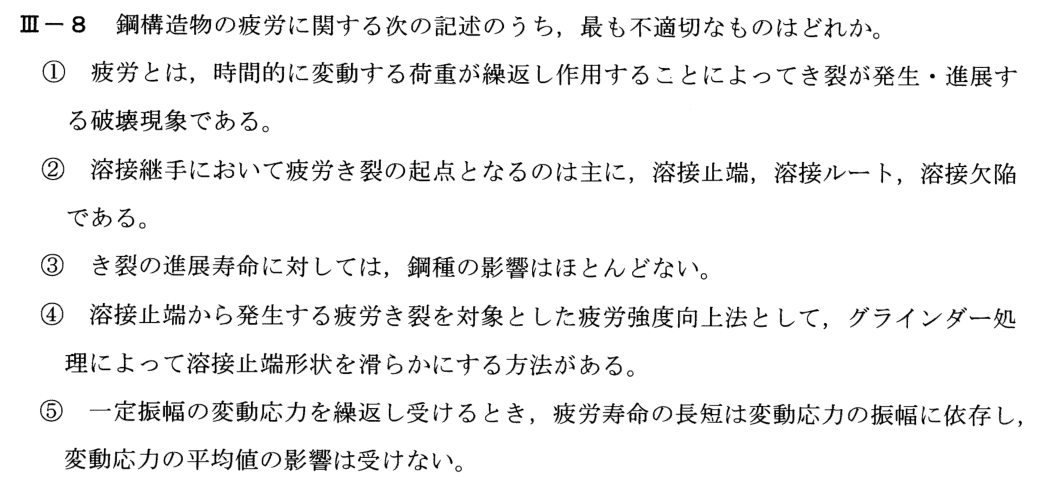 Ⅲ－8　鋼構造物の疲労に関する次の記述のうち，最も不適切なものはどれか。
①　疲労とは，時間的に変動する荷重が繰返し作用することによってき裂が発生・進展す
る破壊現象である。
②　溶接継手において疲労き裂の起点となるのは主に，溶接止端，溶接ルート，溶接欠陥
である。
③　き裂の進展寿命に対しては，鋼種の影響はほとんどない。
④　溶接止端から発生する疲労き裂を対象とした疲労強度向上法として，グラインダー処
理によって溶接止端形状を滑らかにする方法がある。
⑤　一定振幅の変動応力を繰返し受けるとき，疲労寿命の長短は変動応力の振幅に依存し，
変動応力の平均値の影響は受けない。